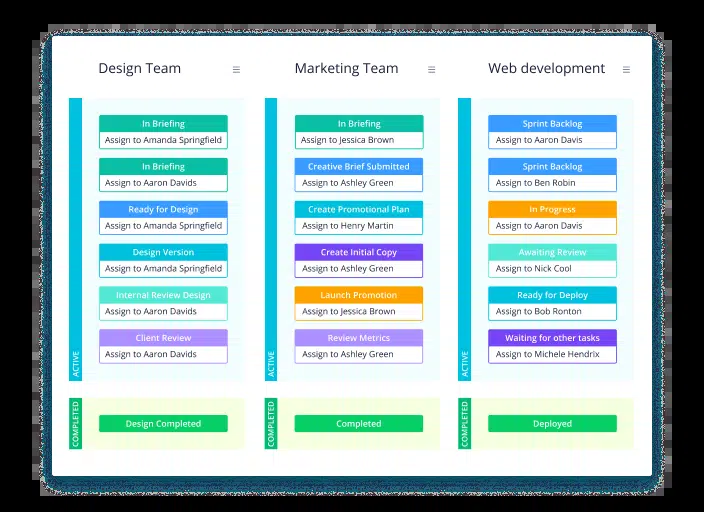 Design Team
In Briefing
Assign to Amanda Springfield
In Briefing
Assign to Aaron Davids
Ready for Design
Assign to Amanda Springfield
Design Version
Assign to Amanda Springfield
Internal Review Design
Assign to Aaron Davids
Client Review
Assign to Aaron Davids
ACTIVE
COMPLETED
Design Completed
Marketing Team
In Briefing
Assign to Jessica Brown
Creative Brief Submitted
Assign to Ashley Green
Create Promotional Plan
Assign to Henry Martin
Create Initial Copy
Assign to Ashley Green
Launch Promotion
Assign to Jessica Brown
Review Metrics
Assign to Ashley Green
ACTIVE
COMPLETED
Completed
Web development
Sprint Backlog
Assign to Aaron Davis
Sprint Backlog
Assign to Ben Robin
In Progress
Assign to Aaron Davis
Awaiting Review
Assign to Nick Cool
Ready for Deploy
Assign to Bob Ronton
Waiting for other tasks
Assign to Michele Hendrix
ACTIVE
COMPLETED
Deployed